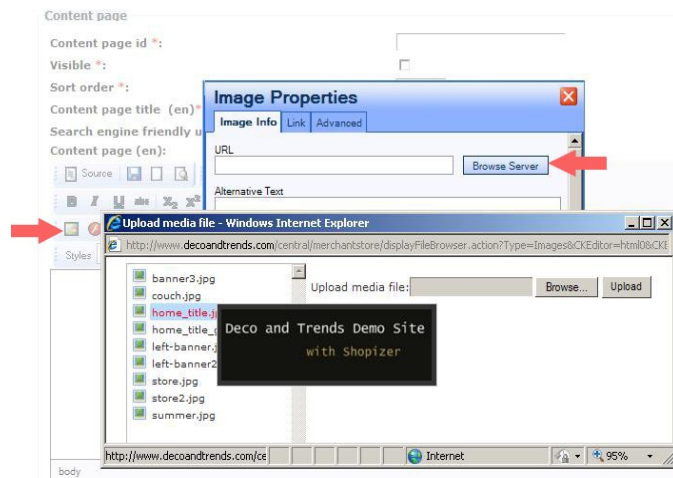 Content page
Content page id *:
Visible *:
Sort order *:
Content page title (en)*
Search engine friendly u
Content page (en):
Source
B I U abc X2 X2
Styles
body
Image Properties
Image Info Link Advanced
URL
Browse Server
Alternative Text
Upload media file - Windows Internet Explorer
http://www.decoandtrends.com/central/merchantstore/displayFileBrowser.action?Type=Images&CKEditor=html0&CKE
banner3.jpg
couch.jpg
home_title.j
home_title_
left-banner.j
left-banner2
store.jpg
store2.jpg
summer.jpg
Upload media file:
Browse... Upload
Deco and Trends Demo Site
with Shopizer
http://www.decoandtrends.com/ce
Internet
95%